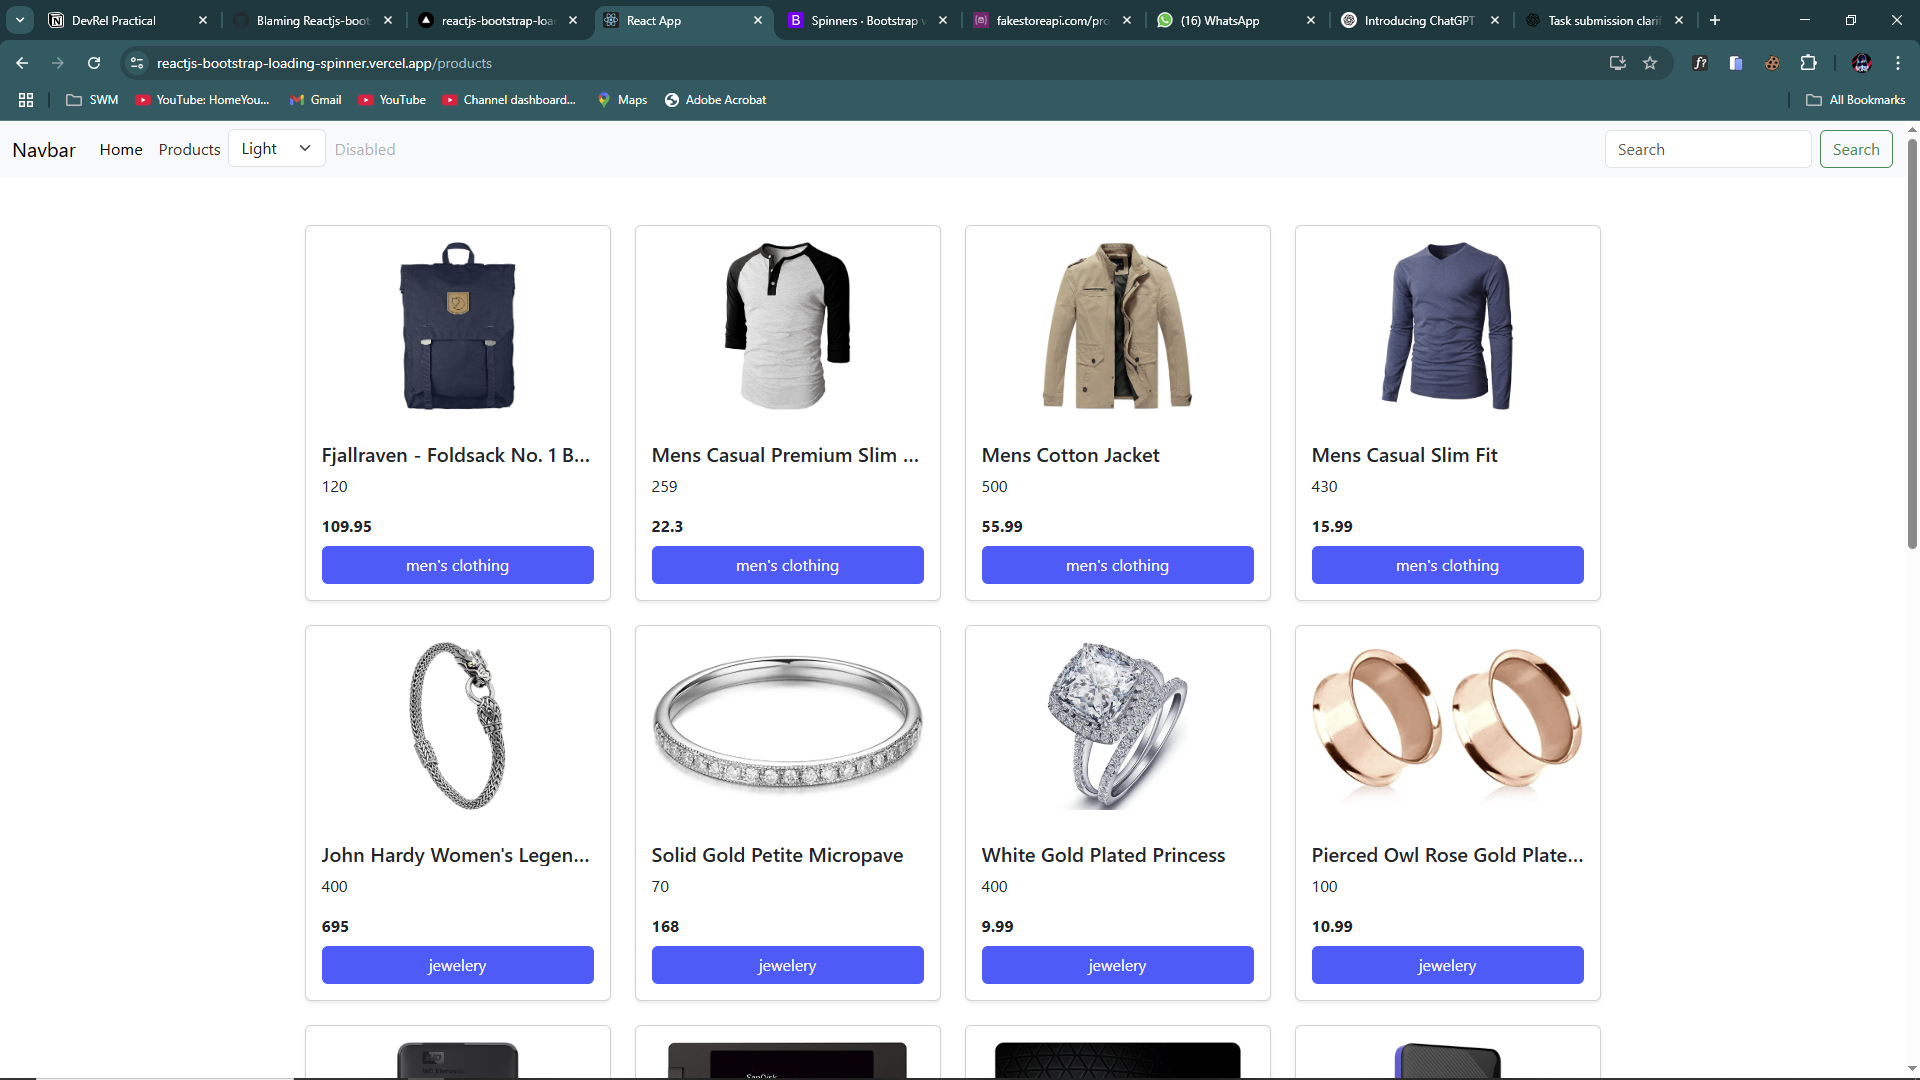 DevRel Practical
Blaming Reactjs-boot
reactjs-bootstrap-loa
React App
Spinners · Bootstrap v
fakestoreapi.com/pro
(16) WhatsApp
Introducing ChatGPT
Task submission clari
reactjs-bootstrap-loading-spinner.vercel.app/products
SWM
YouTube: HomeYou...
Gmail
YouTube
Channel dashboard...
Maps
Adobe Acrobat
All Bookmarks
Navbar
Home
Products
Light
Disabled
Search
Search
Fjallraven - Foldsack No. 1 B...
120
109.95
men's clothing
Mens Casual Premium Slim ...
259
22.3
men's clothing
Mens Cotton Jacket
500
55.99
men's clothing
Mens Casual Slim Fit
430
15.99
men's clothing
John Hardy Women's Legen...
400
695
jewelery
Solid Gold Petite Micropave
70
168
jewelery
White Gold Plated Princess
400
9.99
jewelery
Pierced Owl Rose Gold Plate...
100
10.99
jewelery
SanDisk